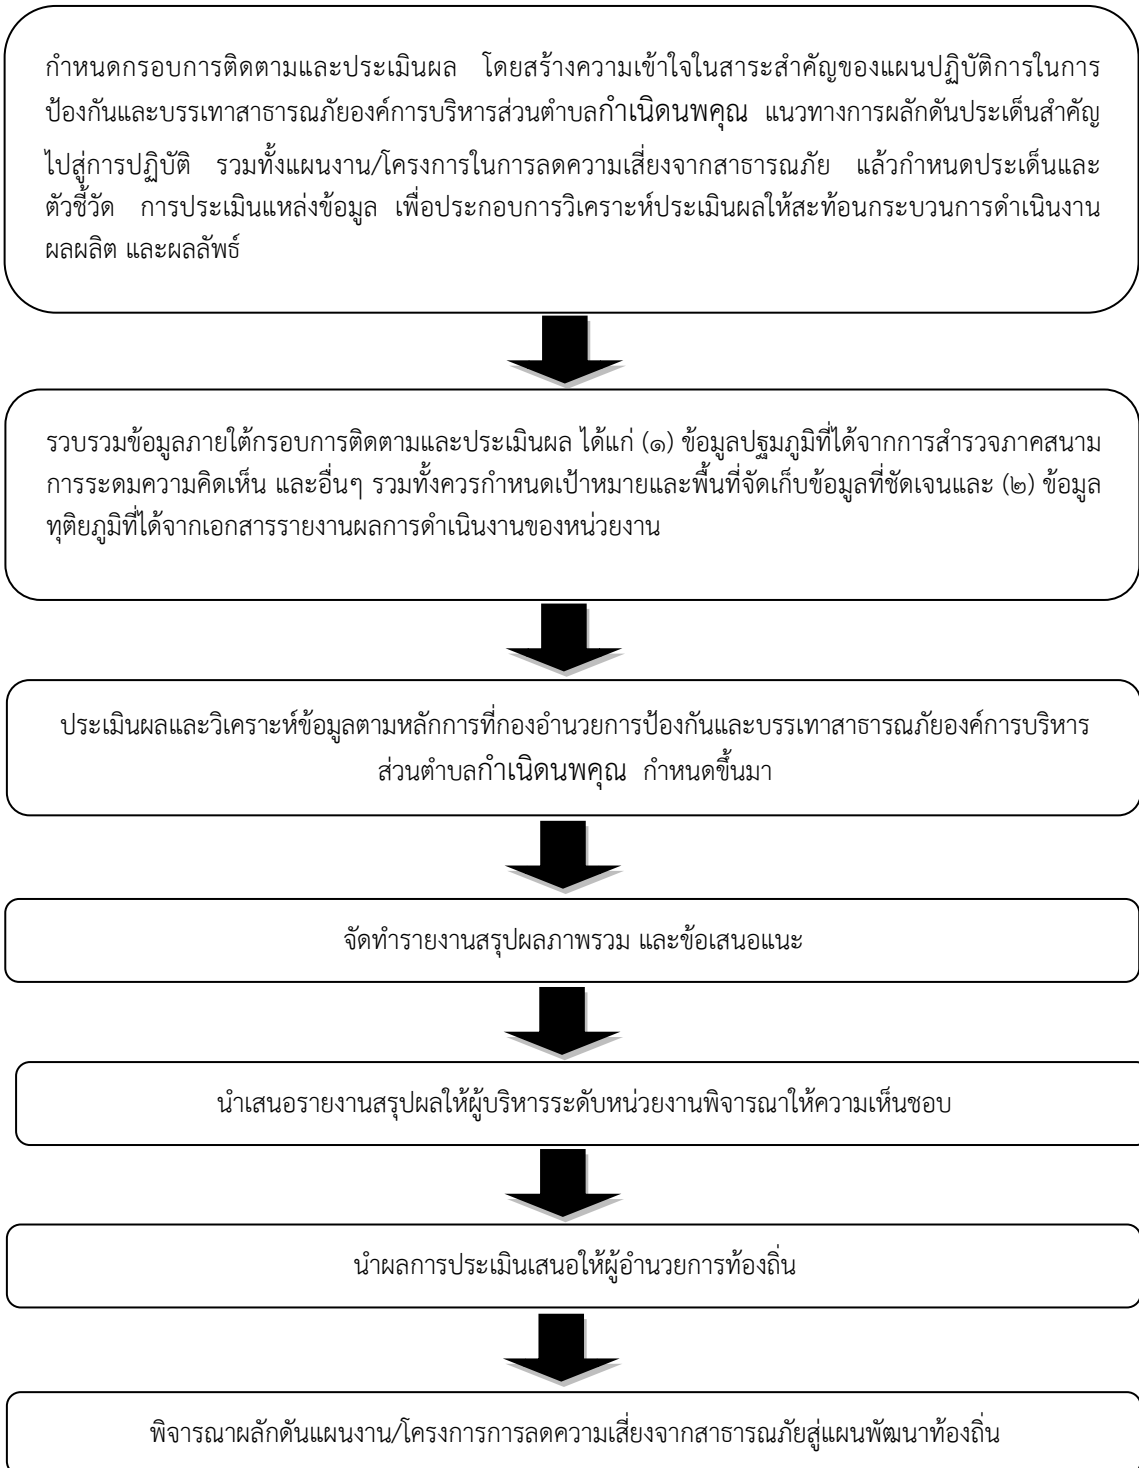 กำหนดกรอบการติดตามและประเมินผล โดยสร้างความเข้าใจในสาระสำคัญของแผนปฏิบัติการในการ
ป้องกันและบรรเทาสาธารณภัยองค์การบริหารส่วนตำบลกำเนิดนพคุณ แนวทางการผลักดันประเด็นสำคัญ
ไปสู่การปฏิบัติ รวมทั้งแผนงาน/โครงการในการลดความเสี่ยงจากสาธารณภัย แล้วกำหนดประเด็นและ
ตัวชี้วัด การประเมินแหล่งข้อมูล เพื่อประกอบการวิเคราะห์ประเมินผลให้สะท้อนกระบวนการดำเนินงาน
ผลผลิต และผลลัพธ์
รวบรวมข้อมูลภายใต้กรอบการติดตามและประเมินผล ได้แก่ (๑) ข้อมูลปฐมภูมิที่ได้จากการสำรวจภาคสนาม
การระดมความคิดเห็น และอื่นๆ รวมทั้งควรกำหนดเป้าหมายและพื้นที่จัดเก็บข้อมูลที่ชัดเจนและ (๒) ข้อมูล
ทุติยภูมิที่ได้จากเอกสารรายงานผลการดำเนินงานของหน่วยงาน
ประเมินผลและวิเคราะห์ข้อมูลตามหลักการที่กองอำนวยการป้องกันและบรรเทาสาธารณภัยองค์การบริหาร
ส่วนตำบลกำเนิดนพคุณ กำหนดขึ้นมา
จัดทำรายงานสรุปผลภาพรวม และข้อเสนอแนะ
นำเสนอรายงานสรุปผลให้ผู้บริหารระดับหน่วยงานพิจารณาให้ความเห็นชอบ
นำผลการประเมินเสนอให้ผู้อำนวยการท้องถิ่น
พิจารณาผลักดันแผนงาน/โครงการการลดความเสี่ยงจากสาธารณภัยสู่แผนพัฒนาท้องถิ่น